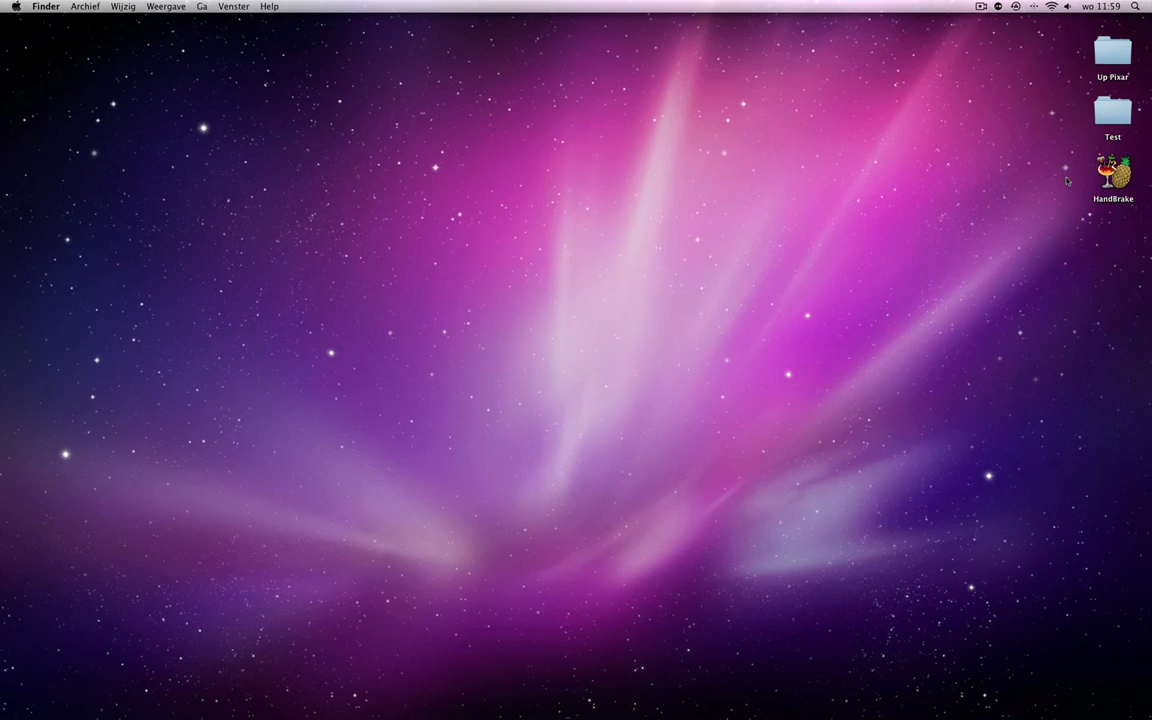 Finder Archief Wijzig Weergave Ga Venster Help wo 11:59
Up Pixar
Test
HandBrake